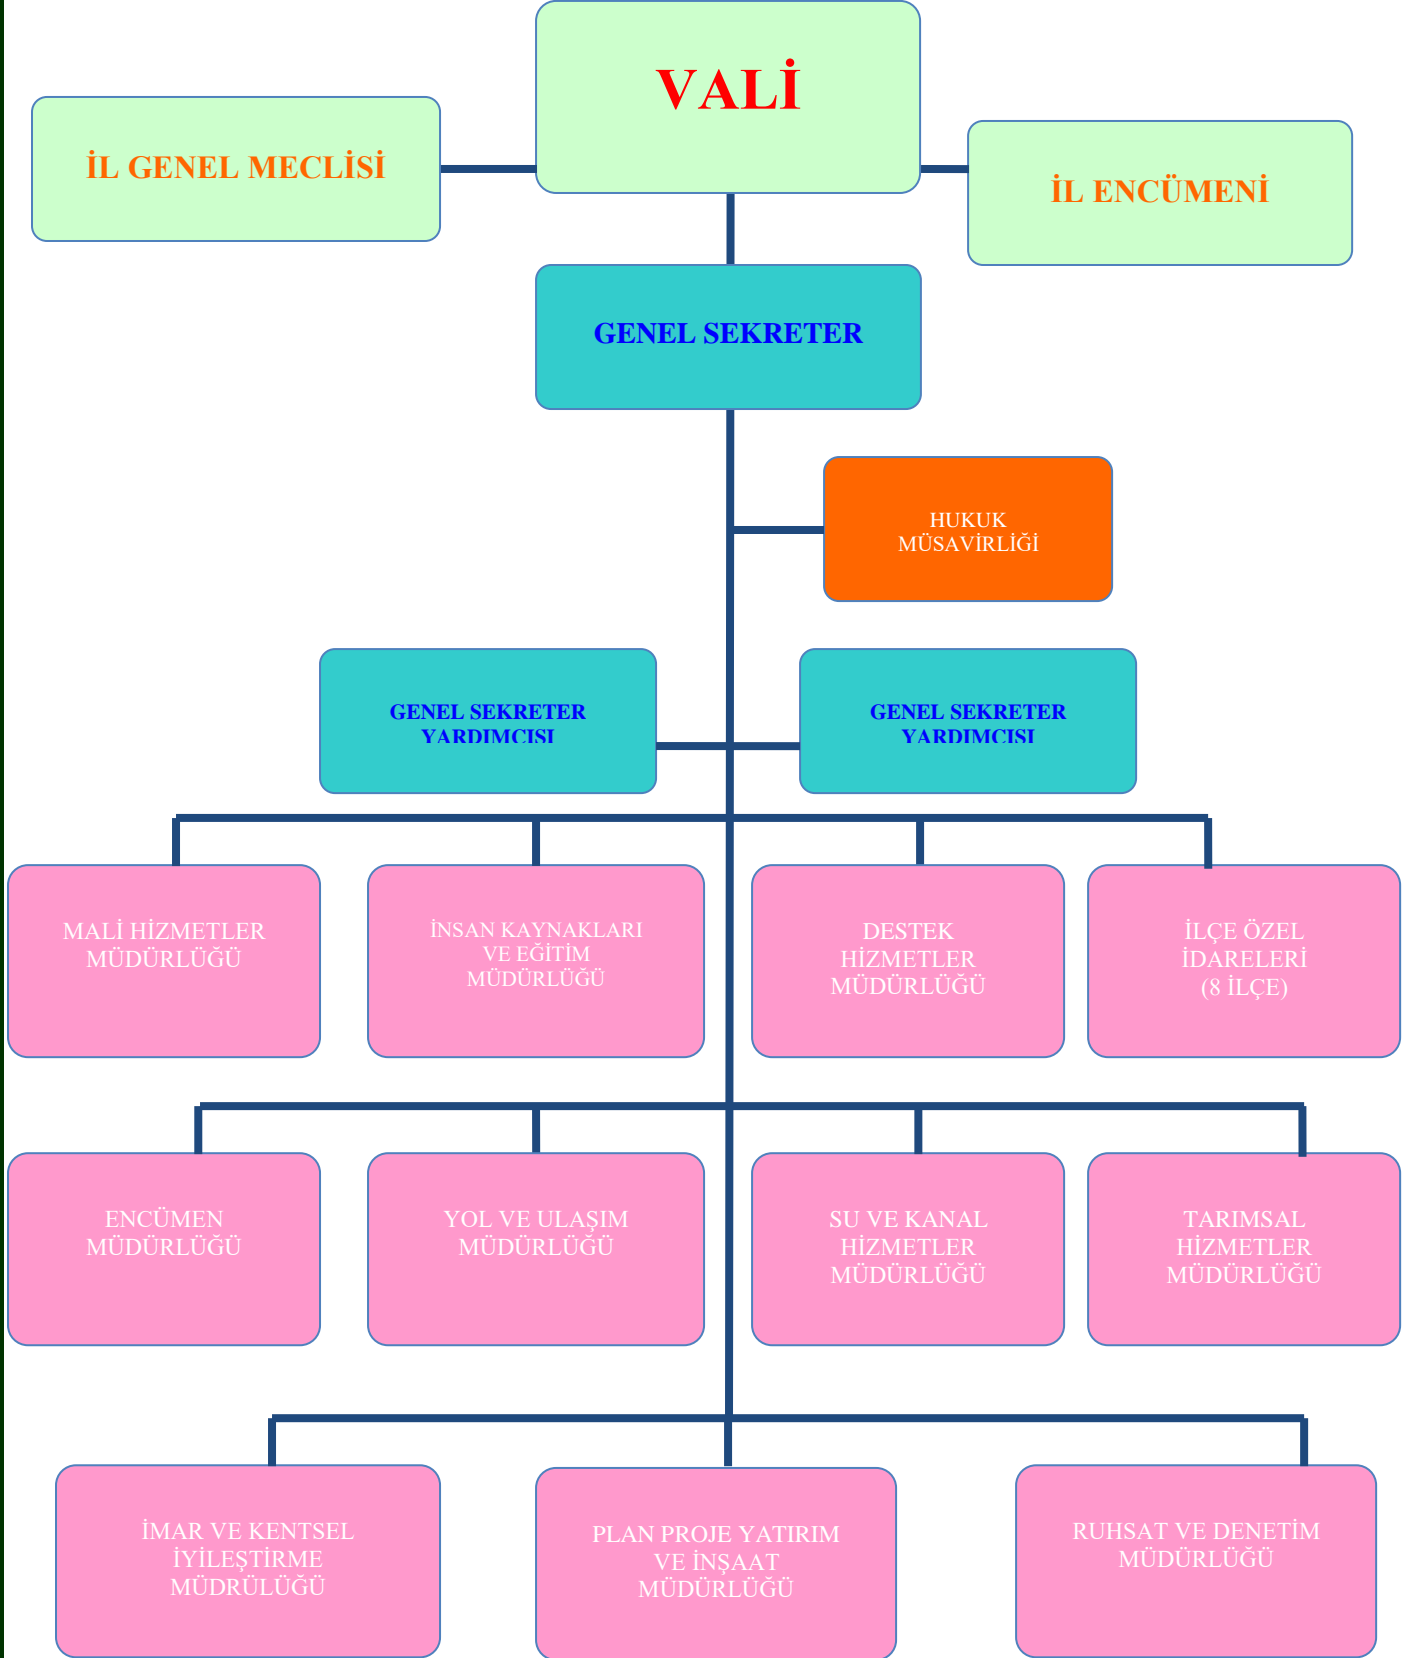 VALİ
İL GENEL MECLİSİ
İL ENCÜMENİ
GENEL SEKRETER
HUKUK
MÜSAVİRLİĞİ
GENEL SEKRETER
YARDIMCISI
GENEL SEKRETER
YARDIMCISI
MALİ HİZMETLER
MÜDÜRLÜĞÜ
İNSAN KAYNAKLARI
VE EĞİTİM
MÜDÜRLÜĞÜ
DESTEK
HİZMETLER
MÜDÜRLÜĞÜ
İLÇE ÖZEL
İDARELERİ
(8 İLÇE)
ENCÜMEN
MÜDÜRLÜĞÜ
YOL VE ULAŞIM
MÜDÜRLÜĞÜ
SU VE KANAL
HİZMETLER
MÜDÜRLÜĞÜ
TARIMSAL
HİZMETLER
MÜDÜRLÜĞÜ
İMAR VE KENTSEL
İYİLEŞTİRME
MÜDRÜLÜĞÜ
PLAN PROJE YATIRIM
VE İNŞAAT
MÜDÜRLÜĞÜ
RUHSAT VE DENETİM
MÜDÜRLÜĞÜ